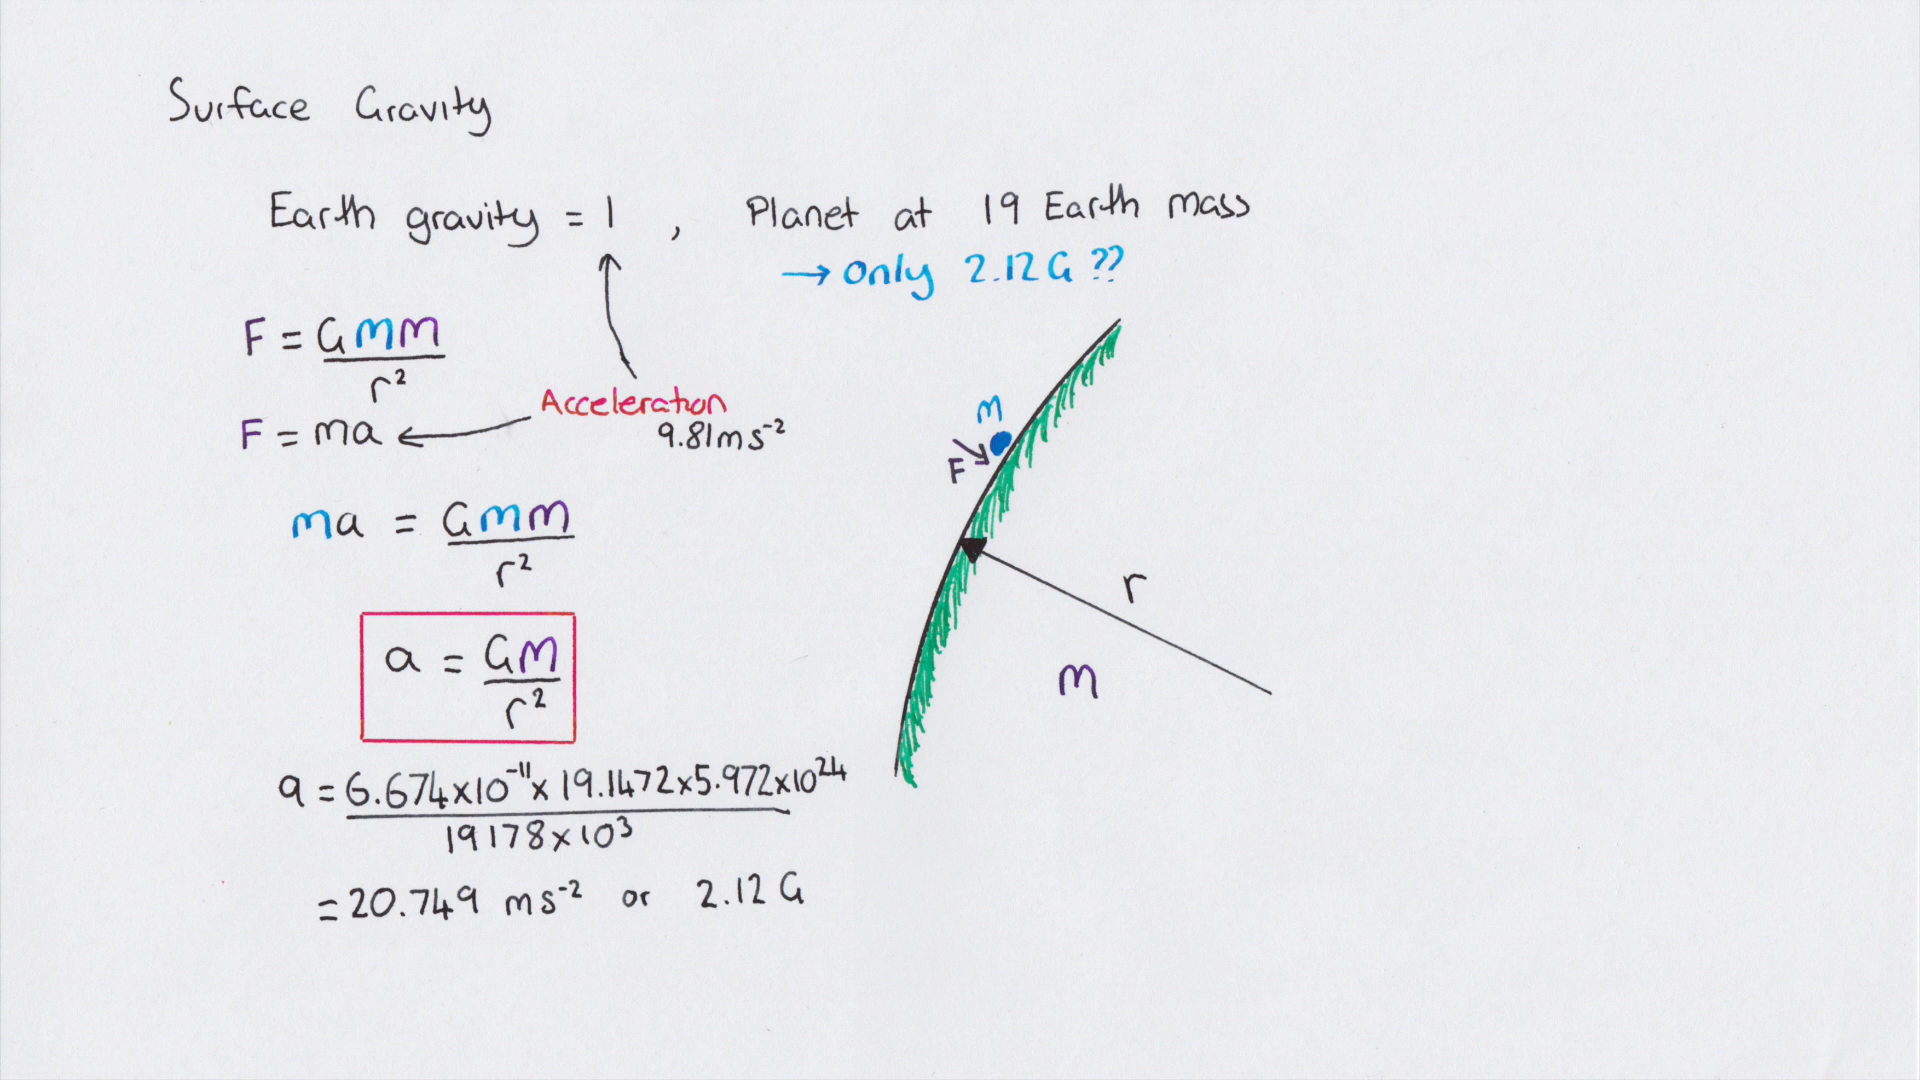 Surface Gravity
Earth gravity = 1 , Planet at 19 Earth mass
→ only 2.12 G ??
F = GmM
r²
F = ma
Acceleration
9.81ms⁻²
ma = GmM
r²
a = GM
r²
a = 6.674x10⁻¹¹ x 19.1472x5.972x10²⁴
19178x10³
= 20.749 ms⁻² or 2.12 G
m
F
r
M